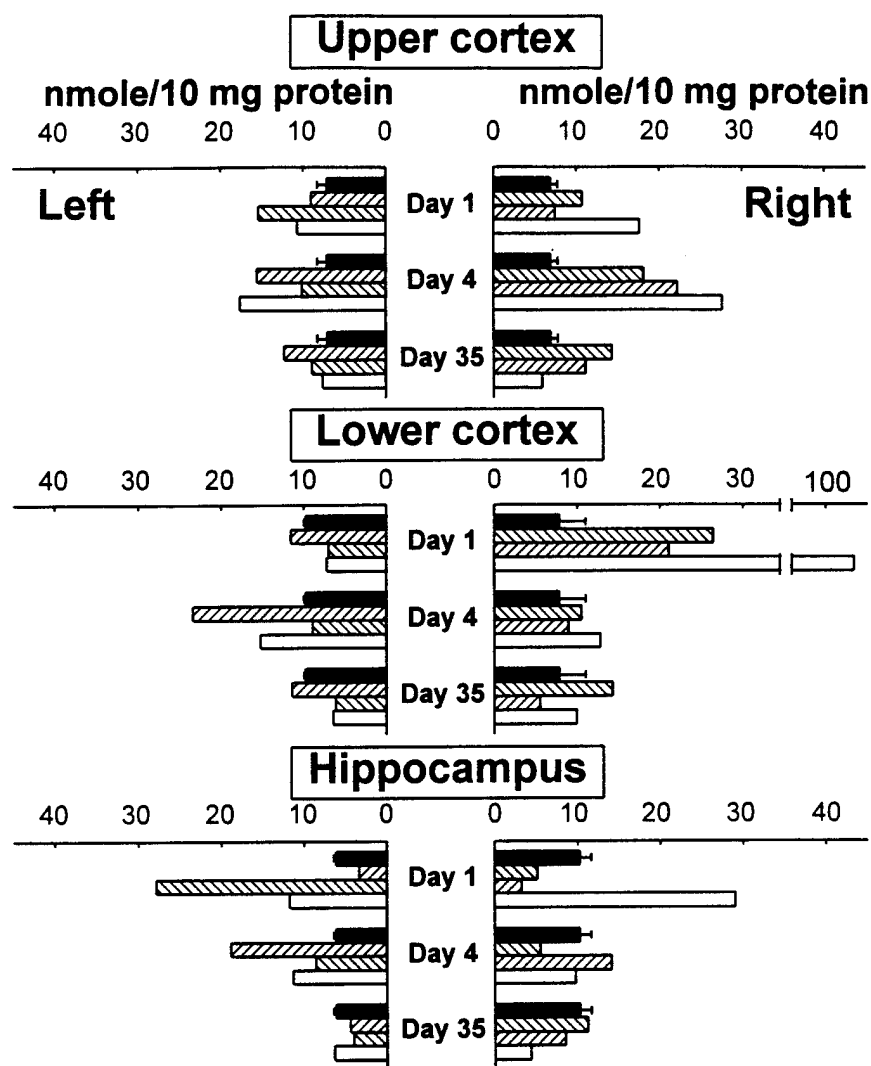 Upper cortex
nmole/10 mg protein nmole/10 mg protein
40 30 20 10 0 0 10 20 30 40
Left Right
Day 1
Day 4
Day 35
Lower cortex
40 30 20 10 0 0 10 20 30 100
Day 1
Day 4
Day 35
Hippocampus
40 30 20 10 0 0 10 20 30 40
Day 1
Day 4
Day 35